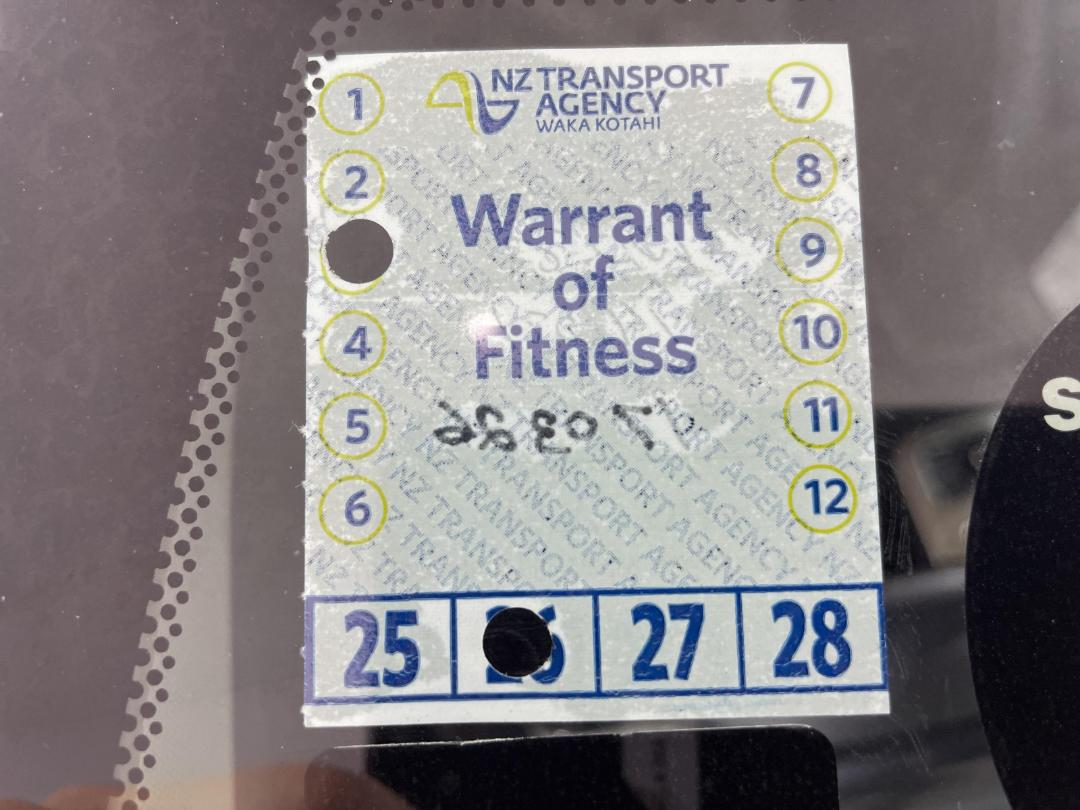 NZ TRANSPORT
AGENCY
WAKA KOTAHI
1
2
4
5
6
7
8
9
10
11
12
Warrant
of
Fitness
25
27
28
S